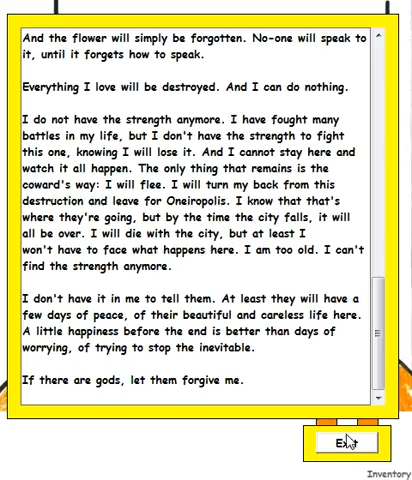 And the flower will simply be forgotten. No-one will speak to
it, until it forgets how to speak.
Everything I love will be destroyed. And I can do nothing.
I do not have the strength anymore. I have fought many
battles in my life, but I don't have the strength to fight
this one, knowing I will lose it. And I cannot stay here and
watch it all happen. The only thing that remains is the
coward's way: I will flee. I will turn my back from this
destruction and leave for Oneiropolis. I know that that's
where they're going, but by the time the city falls, it will
all be over. I will die with the city, but at least I
won't have to face what happens here. I am too old. I can't
find the strength anymore.
I don't have it in me to tell them. At least they will have a
few days of peace, of their beautiful and careless life here.
A little happiness before the end is better than days of
worrying, of trying to stop the inevitable.
If there are gods, let them forgive me.
Exit
Inventory